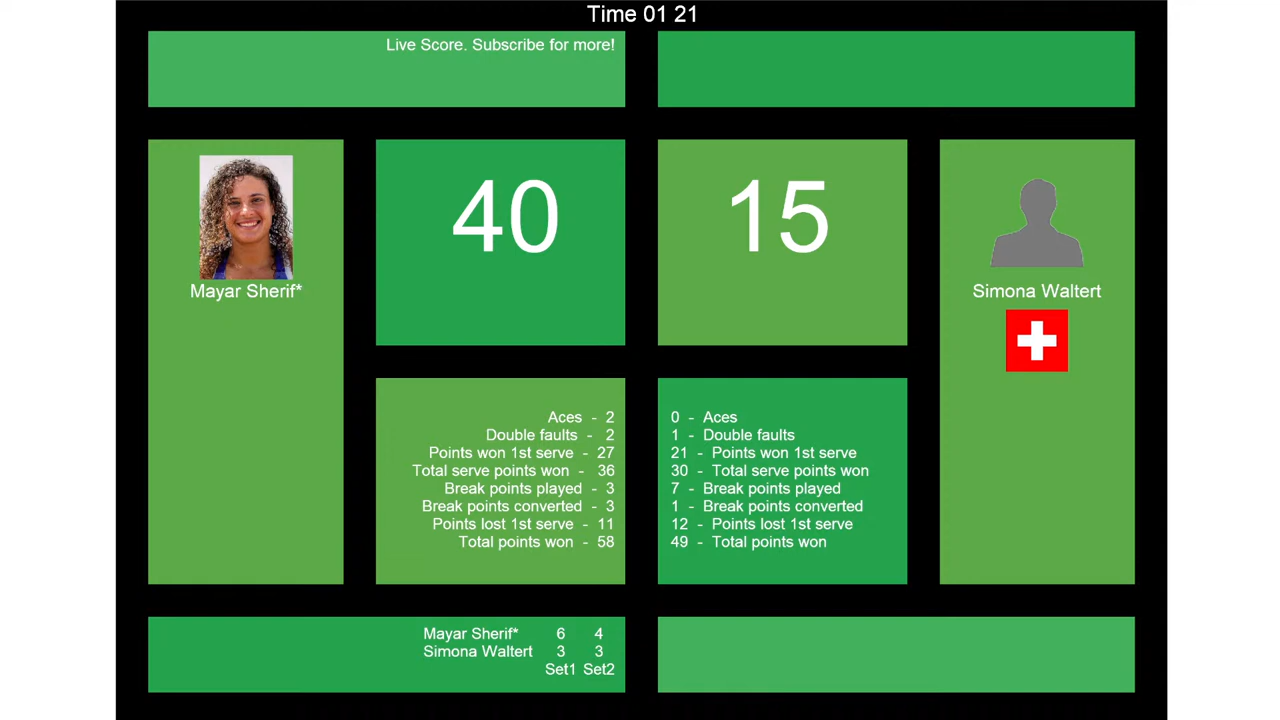 Time 01 21
Live Score. Subscribe for more!
40
15
Mayar Sherif*
Simona Waltert
Aces - 2
Double faults - 2
Points won 1st serve - 27
Total serve points won - 36
Break points played - 3
Break points converted - 3
Points lost 1st serve - 11
Total points won - 58
0 - Aces
1 - Double faults
21 - Points won 1st serve
30 - Total serve points won
7 - Break points played
1 - Break points converted
12 - Points lost 1st serve
49 - Total points won
Mayar Sherif* 6 4
Simona Waltert 3 3
Set1 Set2